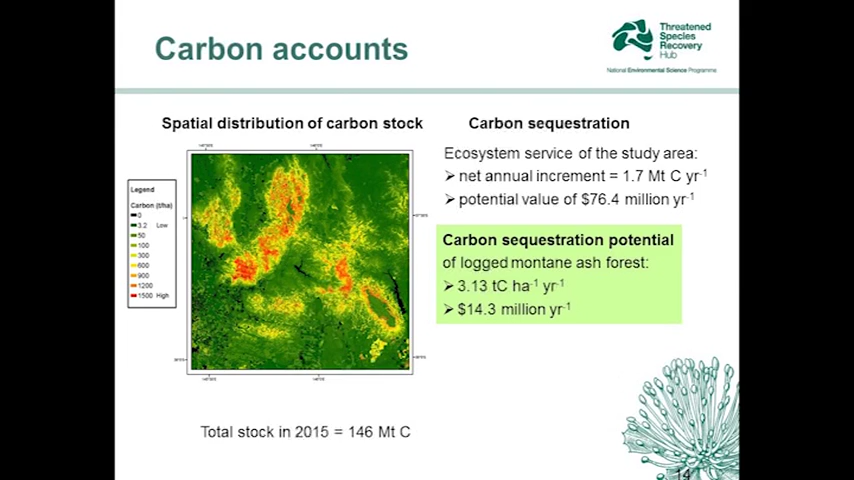 Carbon accounts
Threatened
Species
Recovery
Hub
National Environmental Science Programme
Spatial distribution of carbon stock
Legend
Carbon (t/ha)
0
3.2 Low
50
100
300
600
900
1200
1500 High
Total stock in 2015 = 146 Mt C
Carbon sequestration
Ecosystem service of the study area:
➢ net annual increment = 1.7 Mt C yr⁻¹
➢ potential value of $76.4 million yr⁻¹
Carbon sequestration potential
of logged montane ash forest:
➢ 3.13 tC ha⁻¹ yr⁻¹
➢ $14.3 million yr⁻¹
14